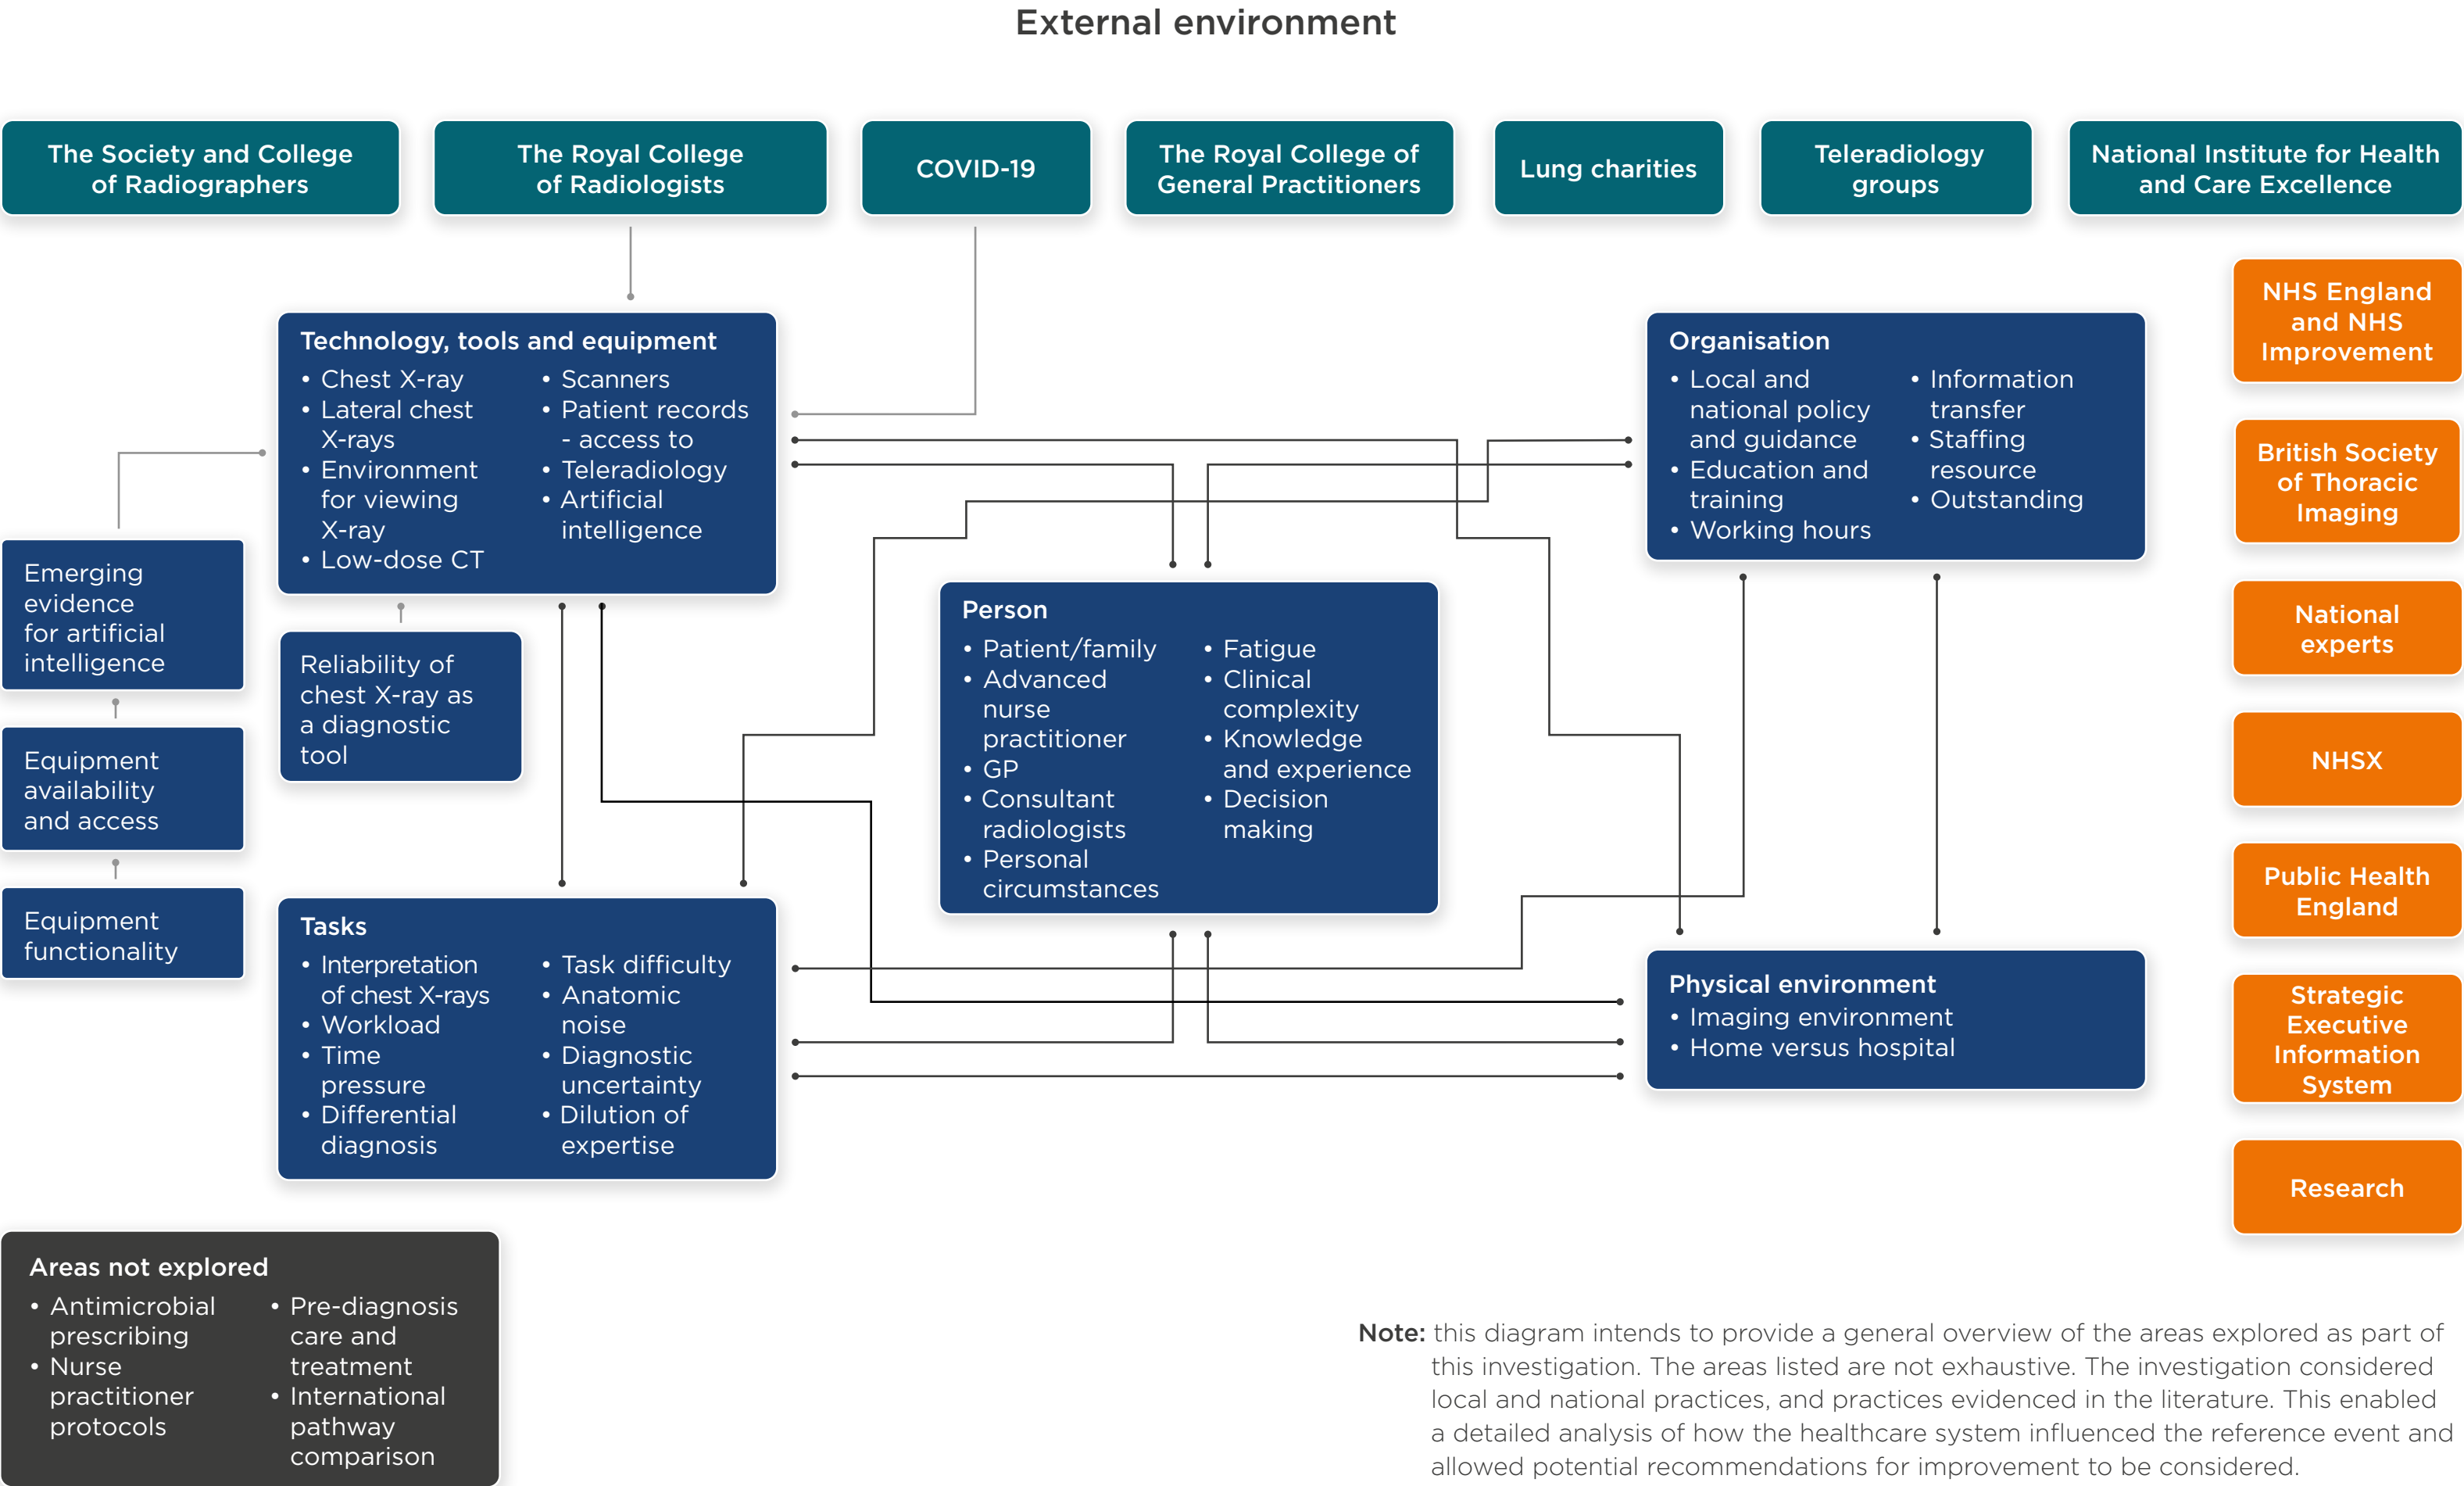 External environment
The Society and College
of Radiographers
The Royal College
of Radiologists
COVID-19
The Royal College of
General Practitioners
Lung charities
Teleradiology
groups
National Institute for Health
and Care Excellence
Technology, tools and equipment
• Chest X-ray
• Lateral chest
X-rays
• Environment
for viewing
X-ray
• Low-dose CT
• Scanners
• Patient records
- access to
• Teleradiology
• Artificial
intelligence
Organisation
• Local and
national policy
and guidance
• Education and
training
• Working hours
• Information
transfer
• Staffing
resource
• Outstanding
NHS England
and NHS
Improvement
British Society
of Thoracic
Imaging
National
experts
NHSX
Public Health
England
Strategic
Executive
Information
System
Research
Emerging
evidence
for artificial
intelligence
Equipment
availability
and access
Equipment
functionality
Reliability of
chest X-ray as
a diagnostic
tool
Person
• Patient/family
• Advanced
nurse
practitioner
• GP
• Consultant
radiologists
• Personal
circumstances
• Fatigue
• Clinical
complexity
• Knowledge
and experience
• Decision
making
Tasks
• Interpretation
of chest X-rays
• Workload
• Time
pressure
• Differential
diagnosis
• Task difficulty
• Anatomic
noise
• Diagnostic
uncertainty
• Dilution of
expertise
Physical environment
• Imaging environment
• Home versus hospital
Areas not explored
• Antimicrobial
prescribing
• Nurse
practitioner
protocols
• Pre-diagnosis
care and
treatment
• International
pathway
comparison
Note: this diagram intends to provide a general overview of the areas explored as part of
this investigation. The areas listed are not exhaustive. The investigation considered
local and national practices, and practices evidenced in the literature. This enabled
a detailed analysis of how the healthcare system influenced the reference event and
allowed potential recommendations for improvement to be considered.